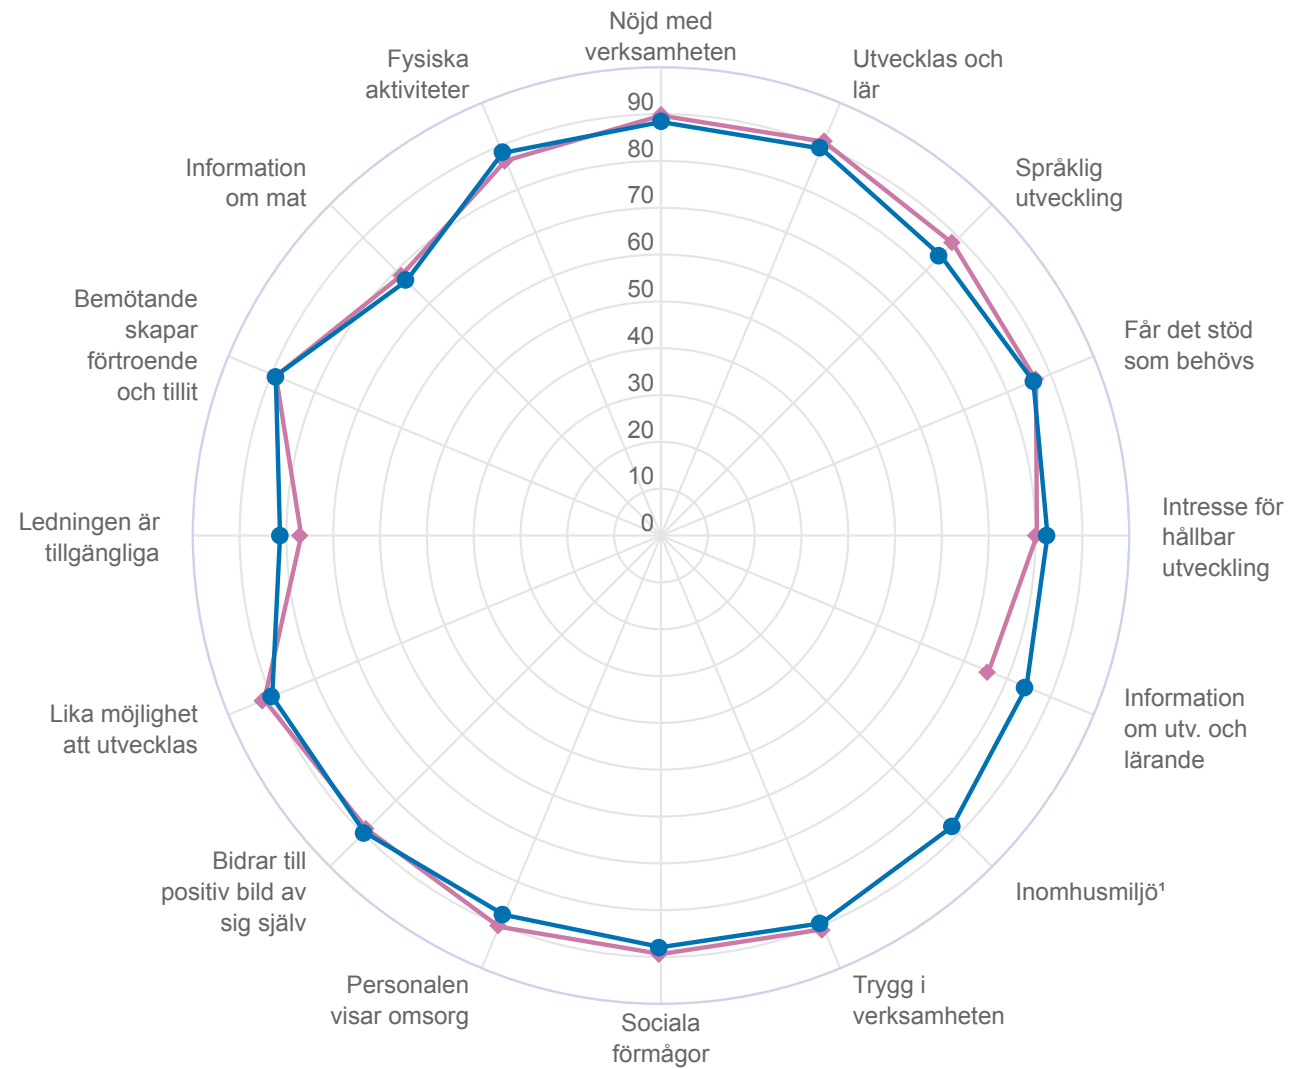 Nöjd med
verksamheten
Utvecklas och
lär
Språklig
utveckling
Får det stöd
som behövs
Intresse för
hållbar
utveckling
Information
om utv. och
lärande
Inomhusmiljö¹
Trygg i
verksamheten
Sociala
förmågor
Personalen
visar omsorg
Bidrar till
positiv bild av
sig själv
Lika möjlighet
att utvecklas
Ledningen är
tillgängliga
Bemötande
skapar
förtroende
och tillit
Information
om mat
Fysiska
aktiviteter
90
80
70
60
50
40
30
20
10
0